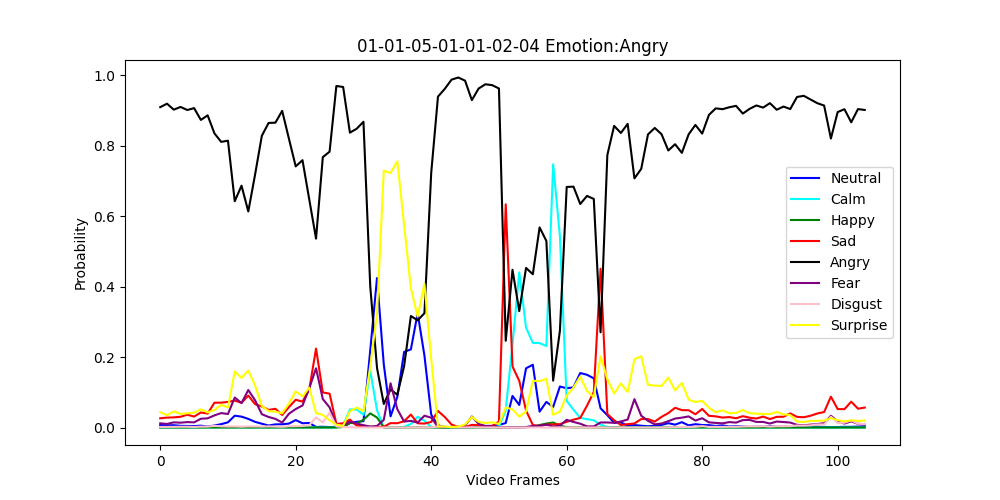 01-01-05-01-01-02-04 Emotion:Angry
Probability
1.0
0.8
0.6
0.4
0.2
0.0
0
20
40
60
80
100
Video Frames
Neutral
Calm
Happy
Sad
Angry
Fear
Disgust
Surprise